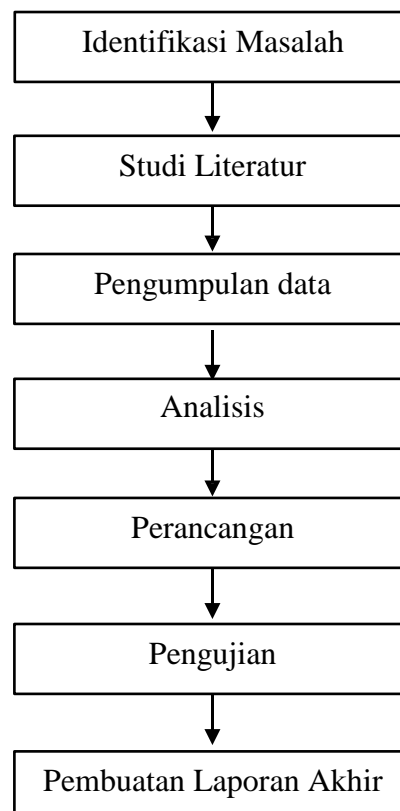 Identifikasi Masalah
Studi Literatur
Pengumpulan data
Analisis
Perancangan
Pengujian
Pembuatan Laporan Akhir